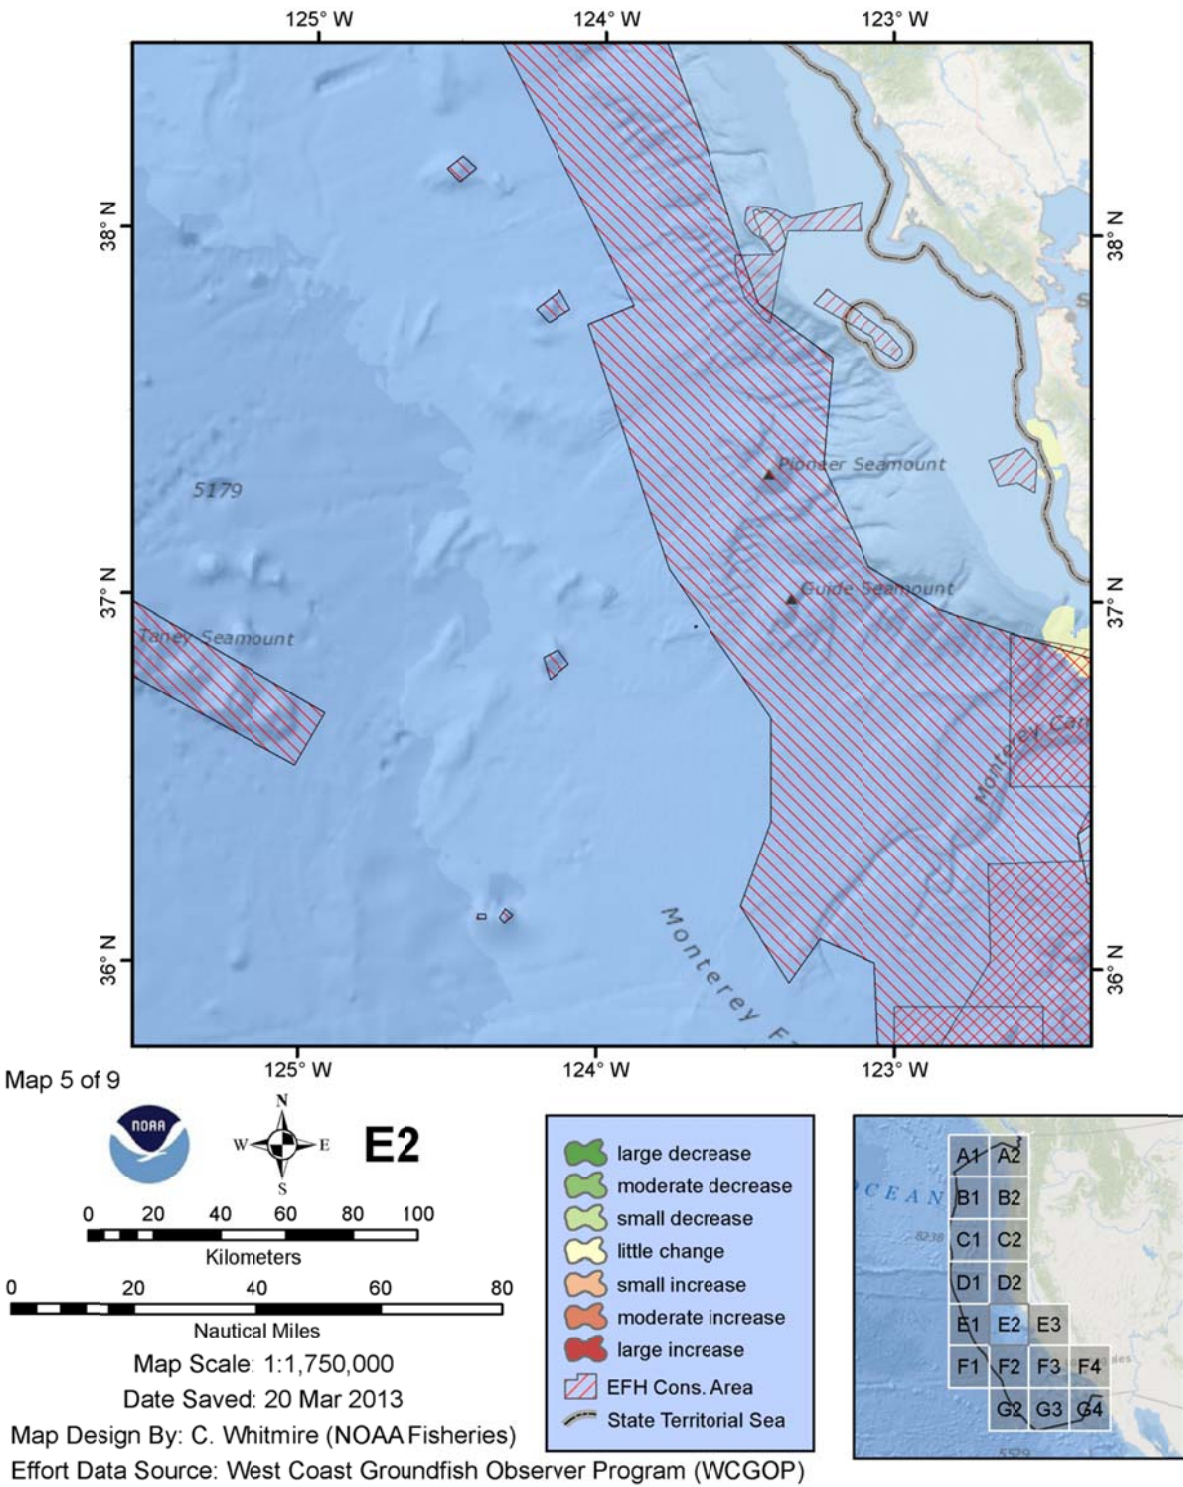 125° W 124° W 123° W
38° N 38° N
S
Pioneer Seamount
5179
37° N 37° N
Guide Seamount
Taney Seamount
Monterey Can
36° N 36° N
Monterey F
125° W 124° W 123° W
Map 5 of 9
NOAA
N
W E
S
E2
0 20 40 60 80 100
Kilometers
0 20 40 60 80
Nautical Miles
Map Scale: 1:1,750,000
Date Saved: 20 Mar 2013
Map Design By: C. Whitmire (NOAA Fisheries)
Effort Data Source: West Coast Groundfish Observer Program (WCGOP)
large decrease
moderate decrease
small decrease
little change
small increase
moderate increase
large increase
EFH Cons. Area
State Territorial Sea
A1 A2
OCEAN B1 B2
8238 C1 C2
D1 D2
E1 E2 E3
F1 F2 F3 F4
G2 G3 G4
5529